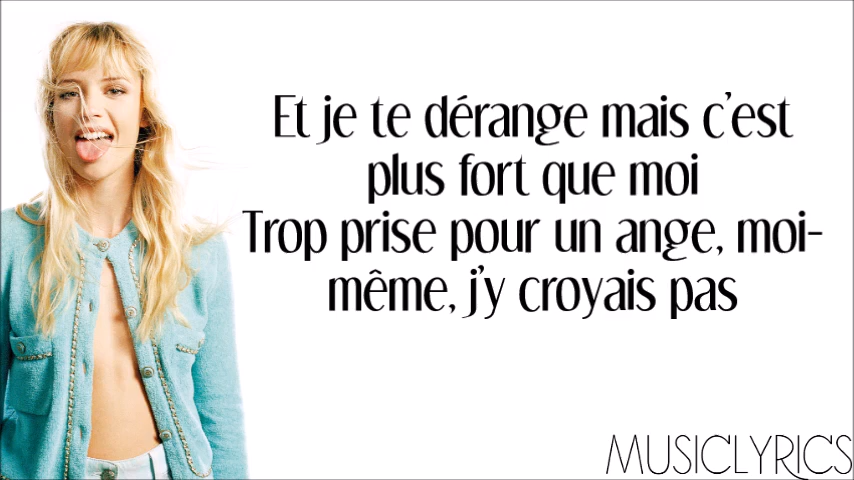 Et je te dérange mais c'est
plus fort que moi
Trop prise pour un ange, moi-
même, j'y croyais pas
MUSICLYRICS